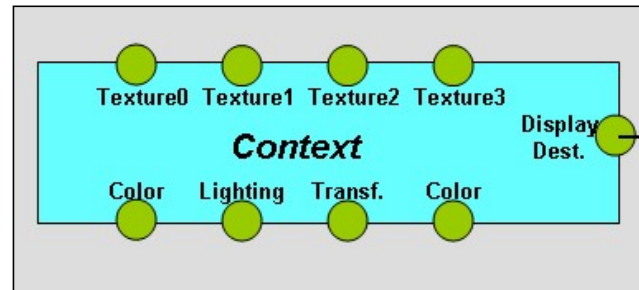 Texture0 Texture1 Texture2 Texture3
Display
Dest.
Context
Color Lighting Transf. Color